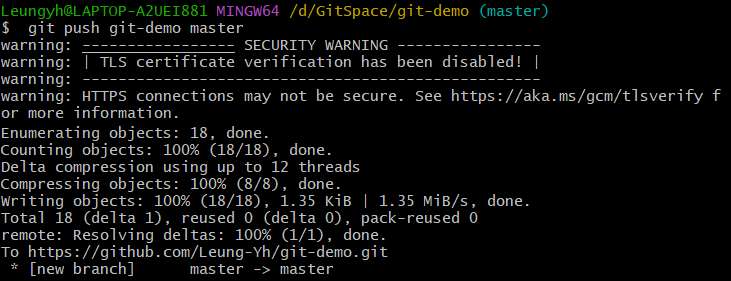 Leungyh@LAPTOP-A2UEI881 MINGW64 /d/GitSpace/git-demo (master)
$  git push git-demo master
warning: ----------------- SECURITY WARNING ----------------
warning: | TLS certificate verification has been disabled! |
warning: ---------------------------------------------------
warning: HTTPS connections may not be secure. See https://aka.ms/gcm/tlsverify f
or more information.
Enumerating objects: 18, done.
Counting objects: 100% (18/18), done.
Delta compression using up to 12 threads
Compressing objects: 100% (8/8), done.
Writing objects: 100% (18/18), 1.35 KiB | 1.35 MiB/s, done.
Total 18 (delta 1), reused 0 (delta 0), pack-reused 0
remote: Resolving deltas: 100% (1/1), done.
To https://github.com/Leung-Yh/git-demo.git
 * [new branch]      master -> master